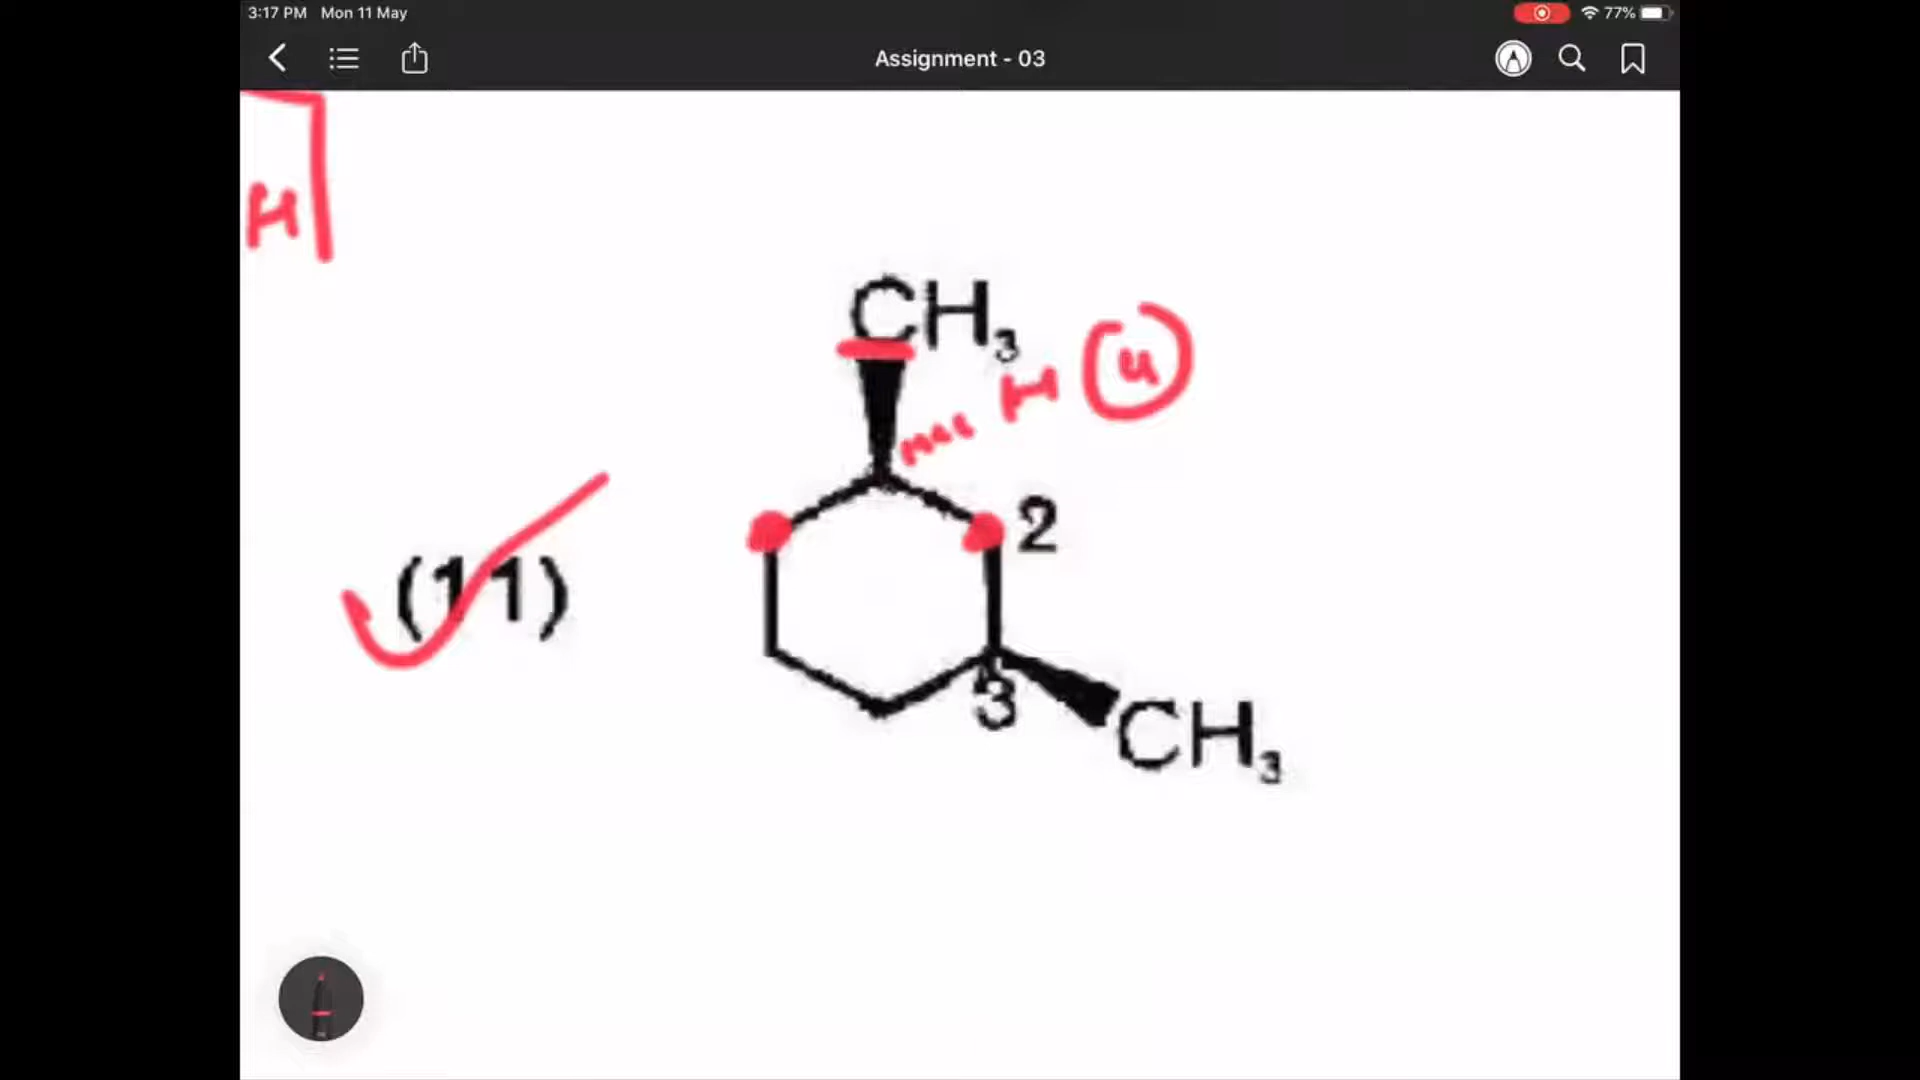 3:17 PM Mon 11 May
77%
Assignment - 03
H
CH₃
H 4
2
(11)
3
CH₃